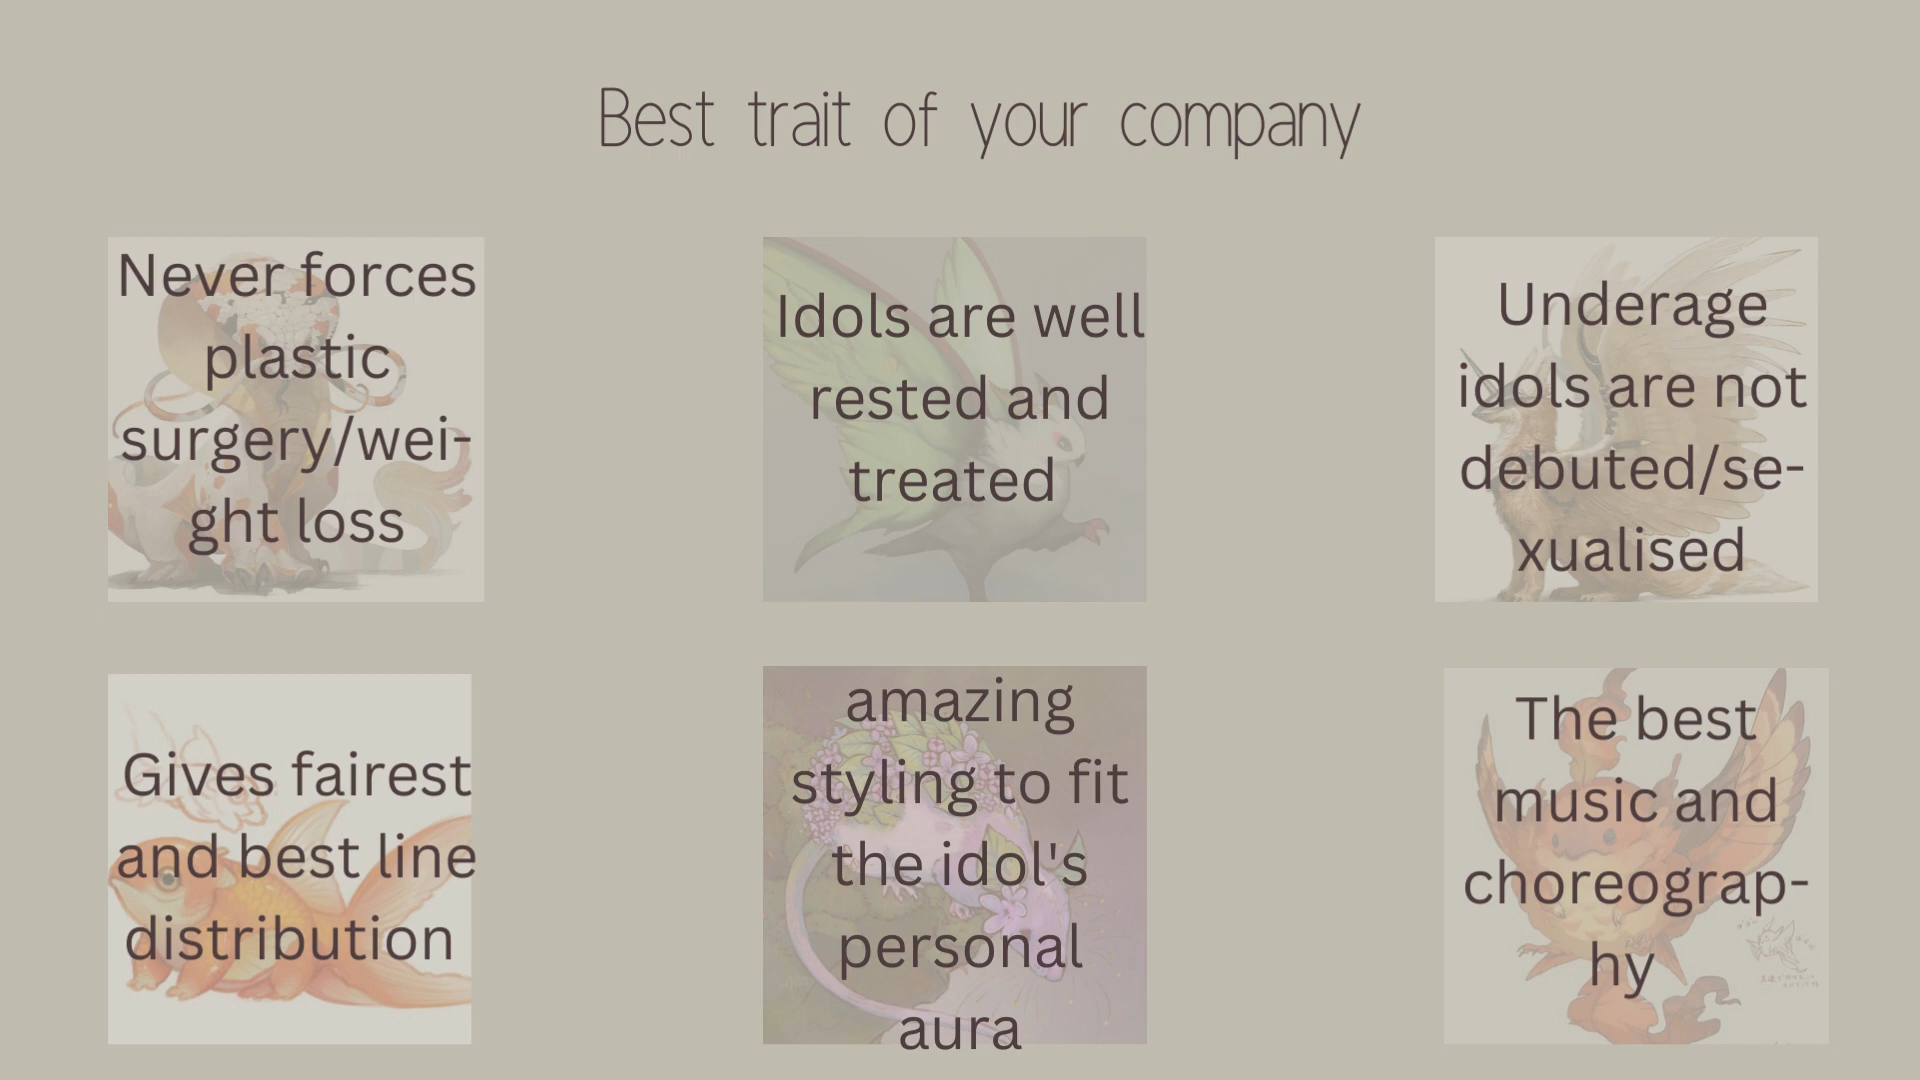 Best trait of your company
Never forces
plastic
surgery/wei-
ght loss
Idols are well
rested and
treated
Underage
idols are not
debuted/se-
xualised
Gives fairest
and best line
distribution
amazing
styling to fit
the idol's
personal
aura
The best
music and
choreograp-
hy